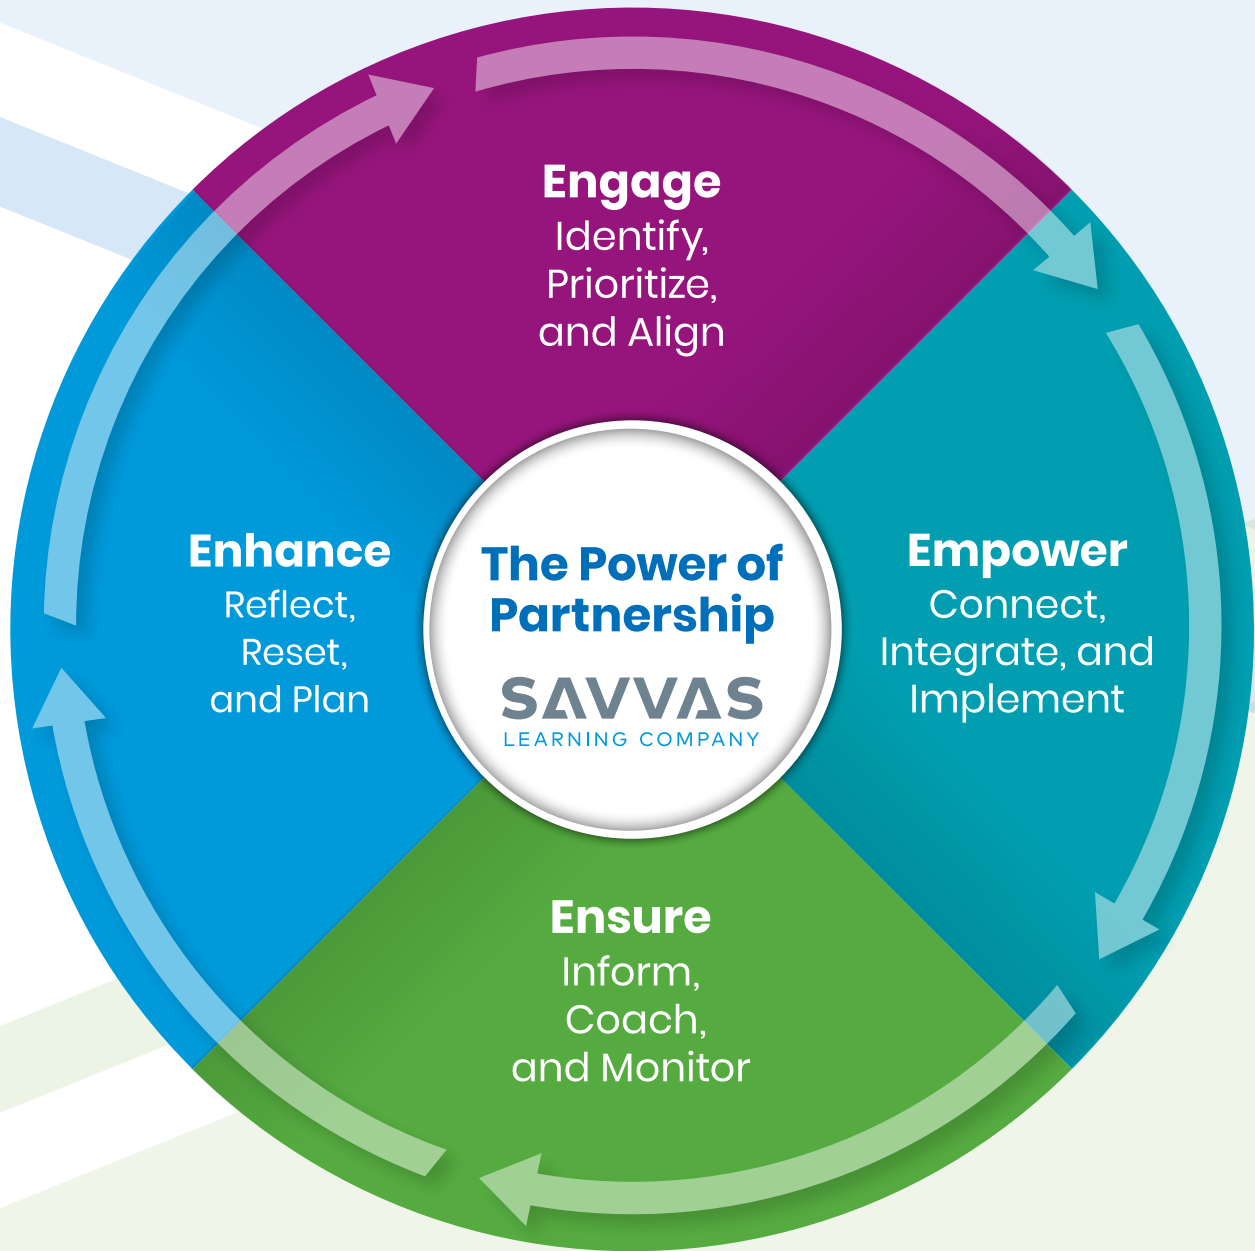 Engage
Identify,
Prioritize,
and Align
Empower
Connect,
Integrate, and
Implement
Ensure
Inform,
Coach,
and Monitor
Enhance
Reflect,
Reset,
and Plan
The Power of
Partnership
SAVVAS
LEARNING COMPANY